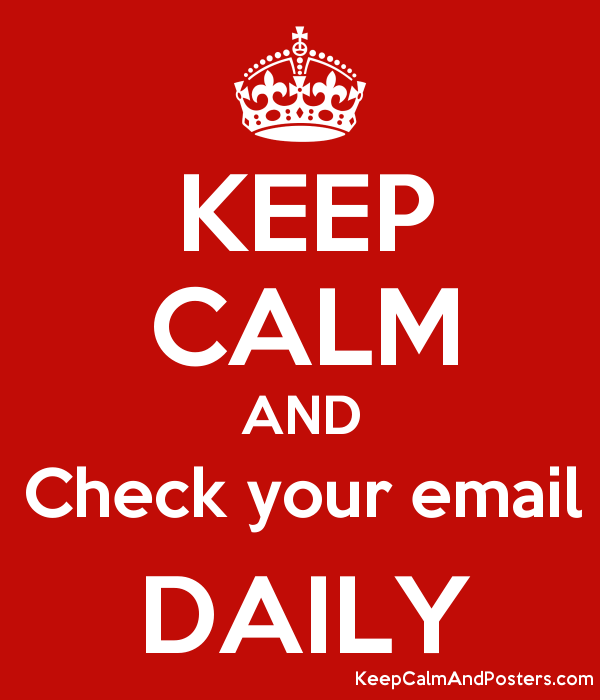 KEEP
CALM
AND
Check your email
DAILY
KeepCalmAndPosters.com